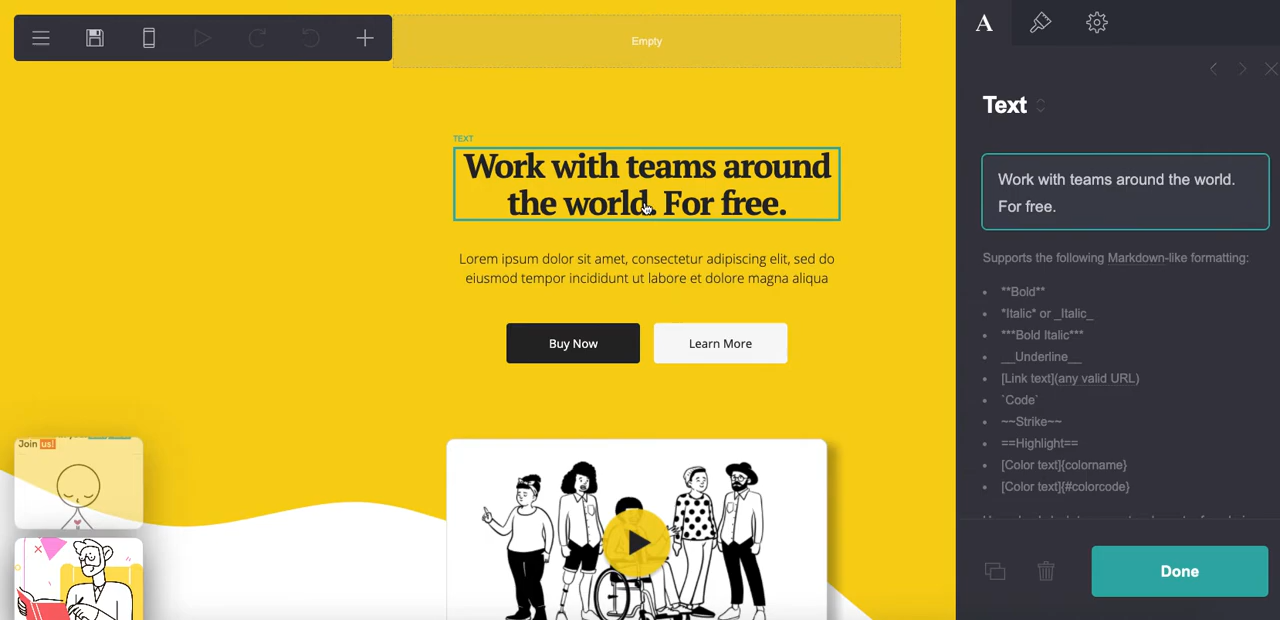 Empty
TEXT
Work with teams around
the world. For free.
Lorem ipsum dolor sit amet, consectetur adipiscing elit, sed do
eiusmod tempor incididunt ut labore et dolore magna aliqua
Buy Now
Learn More
Join us!
A
Text
Work with teams around the world.
For free.
Supports the following Markdown-like formatting:
**Bold**
*Italic* or _Italic_
***Bold Italic***
__Underline__
[Link text](any valid URL)
`Code`
~~Strike~~
==Highlight==
[Color text]{colorname}
[Color text]{#colorcode}
Done